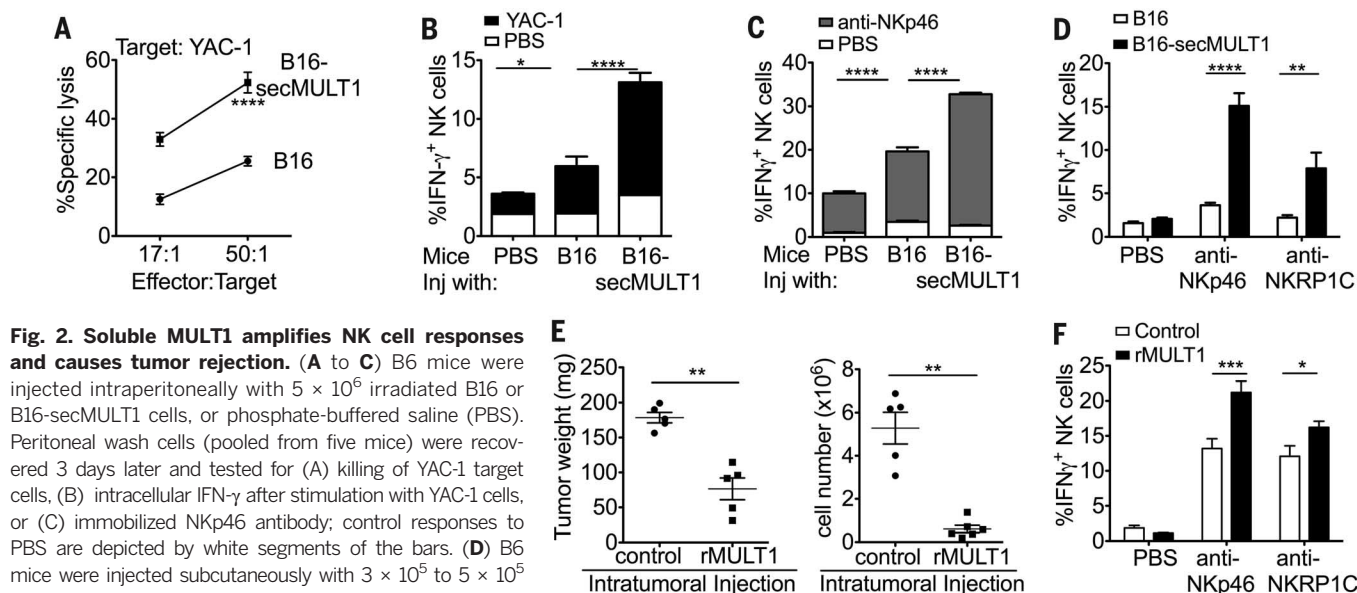 A
Target: YAC-1
B16-
secMULT1
****
B16
%Specific lysis
60
40
20
0
17:1 50:1
Effector:Target
B
YAC-1
PBS
* ****
%IFN-γ+ NK cells
15
10
5
0
Mice PBS B16 B16-
Inj with: secMULT1
C
anti-NKp46
PBS
**** ****
%IFNγ+ NK cells
40
30
20
10
0
Mice PBS B16 B16-
Inj with: secMULT1
D
B16
B16-secMULT1
**** **
%IFNγ+ NK cells
20
15
10
5
0
PBS anti- anti-
NKp46 NKRP1C
Fig. 2. Soluble MULT1 amplifies NK cell responses
and causes tumor rejection. (A to C) B6 mice were
injected intraperitoneally with 5 × 10⁶ irradiated B16 or
B16-secMULT1 cells, or phosphate-buffered saline (PBS).
Peritoneal wash cells (pooled from five mice) were recov-
ered 3 days later and tested for (A) killing of YAC-1 target
cells, (B) intracellular IFN-γ after stimulation with YAC-1 cells,
or (C) immobilized NKp46 antibody; control responses to
PBS are depicted by white segments of the bars. (D) B6
mice were injected subcutaneously with 3 × 10⁵ to 5 × 10⁵
E
**
Tumor weight (mg)
250
200
150
100
50
0
control rMULT1
Intratumoral Injection
**
cell number (x10⁶)
8
6
4
2
0
control rMULT1
Intratumoral Injection
F
Control
rMULT1
*** *
%IFNγ+ NK cells
25
20
15
10
5
0
PBS anti- anti-
NKp46 NKRP1C